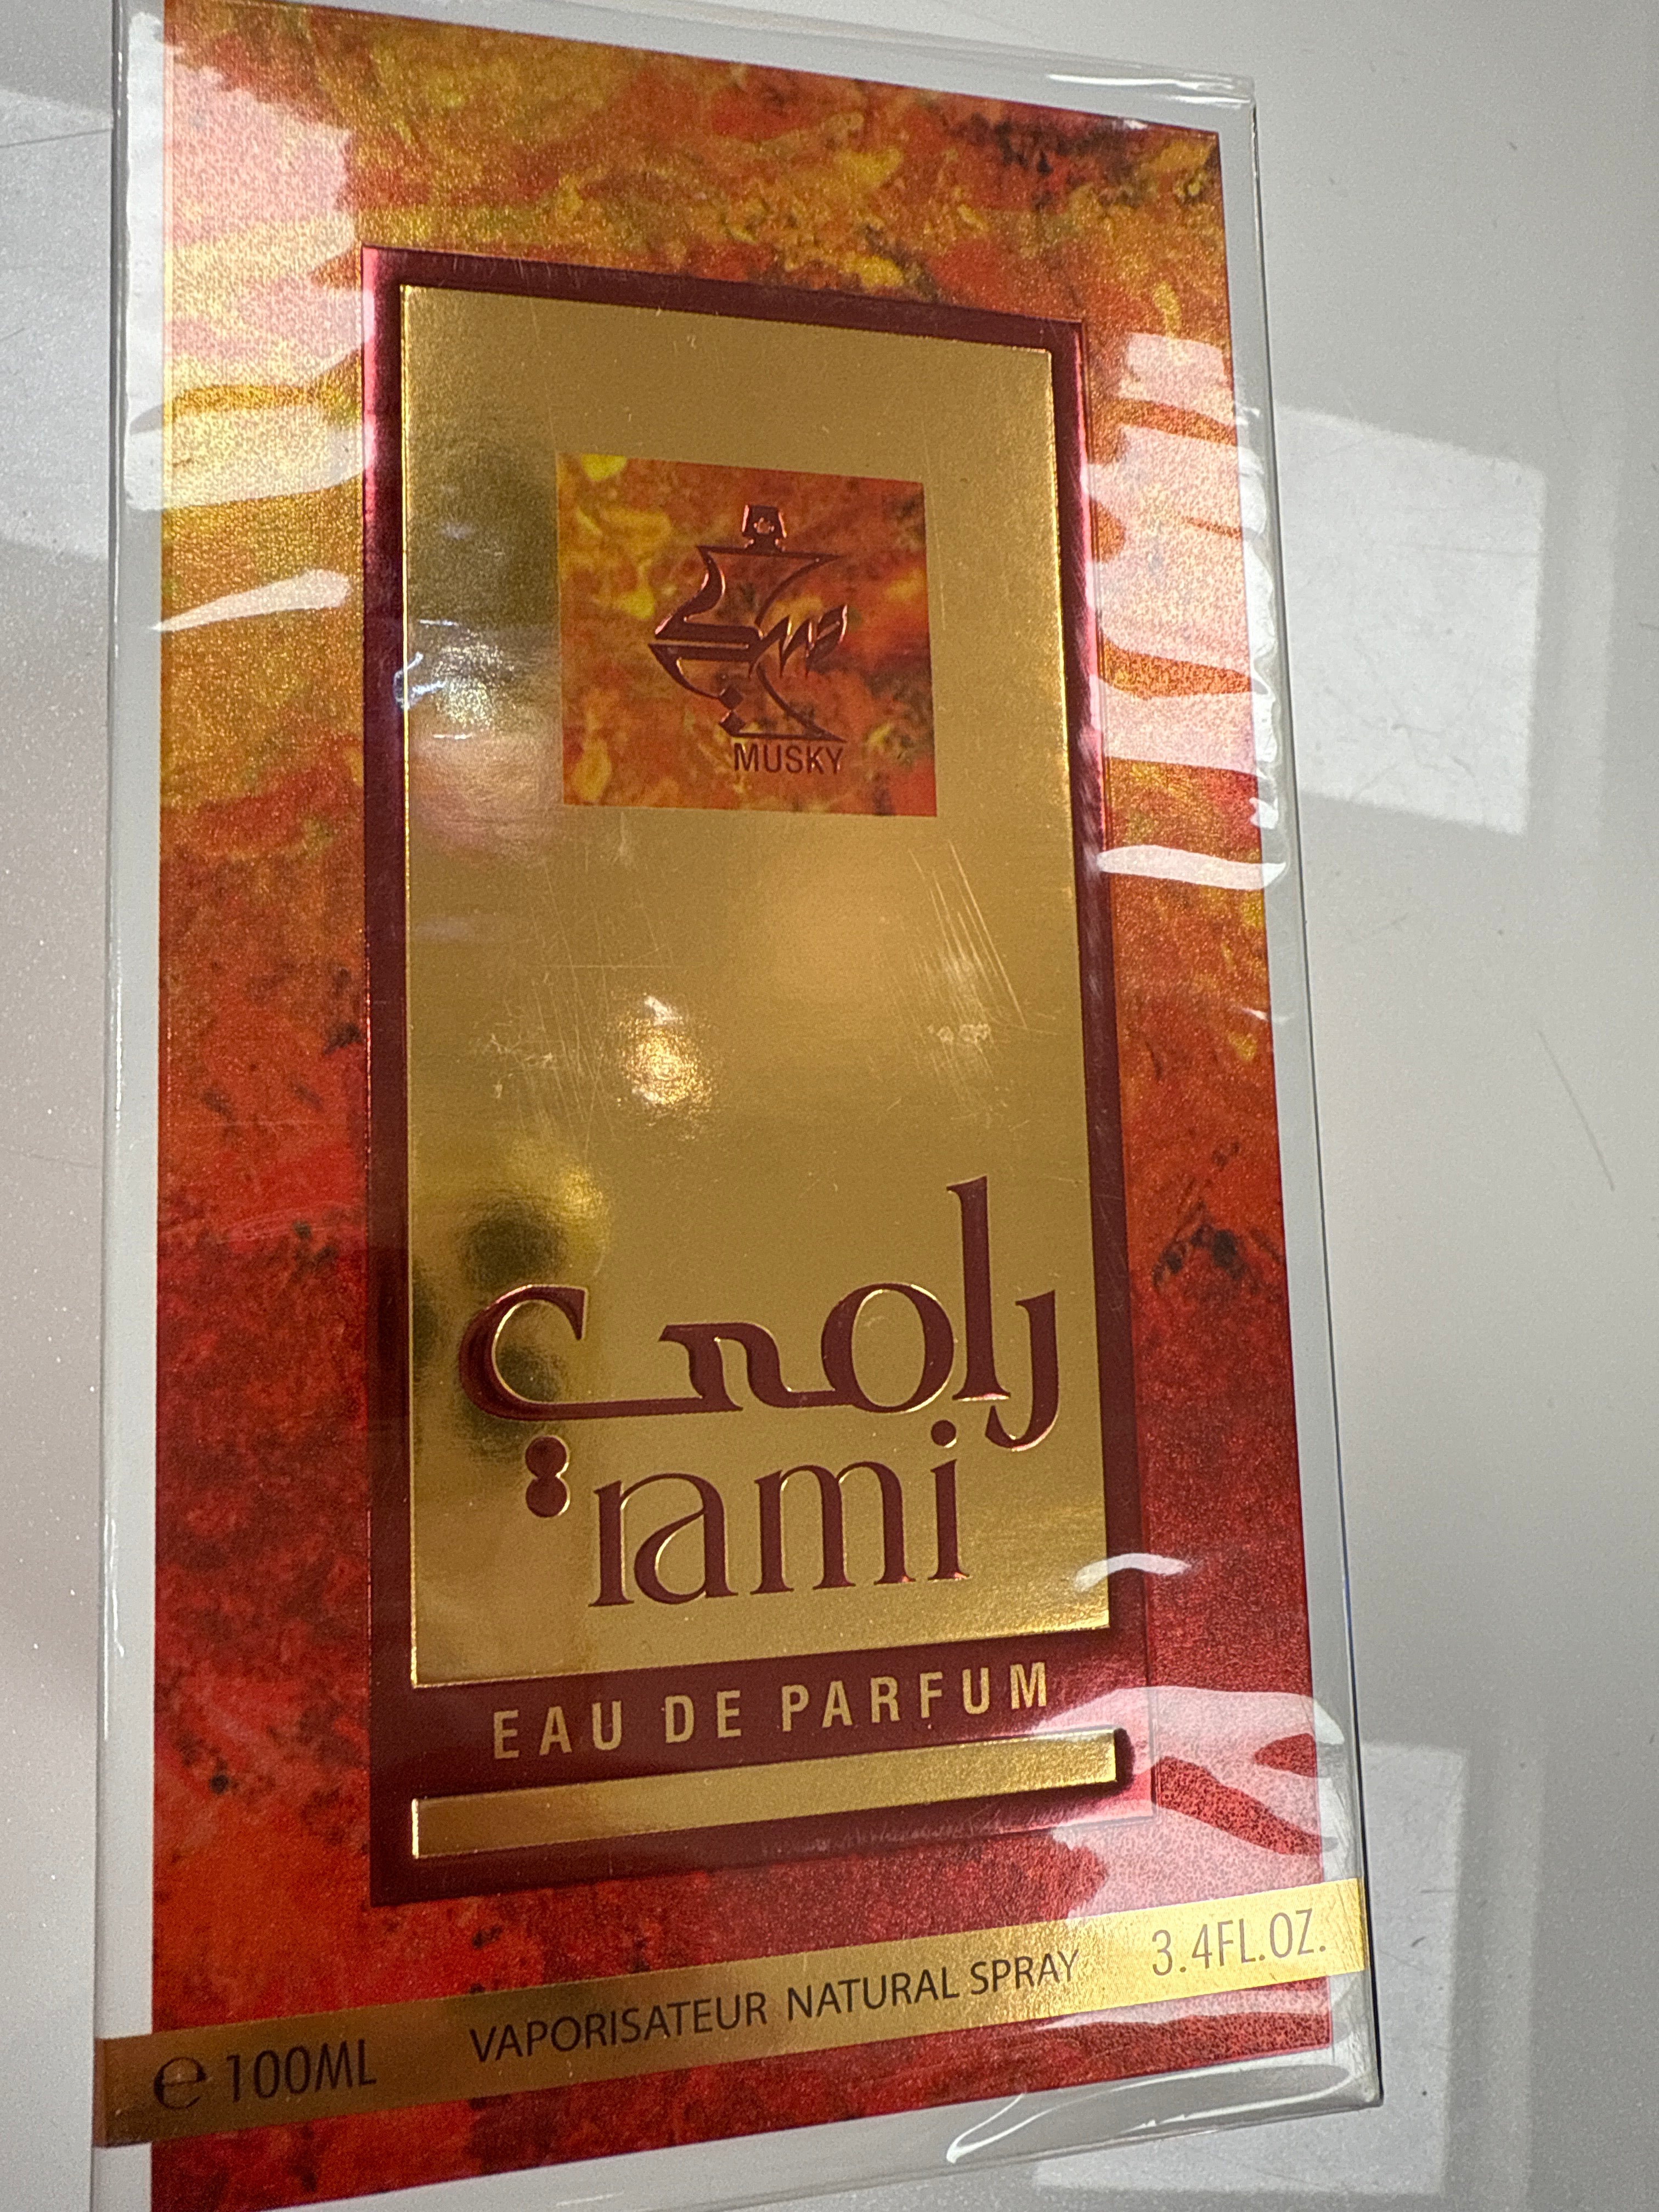 MUSKY
رامي
rami
EAU DE PARFUM
e 100ML VAPORISATEUR NATURAL SPRAY 3.4FL.OZ.